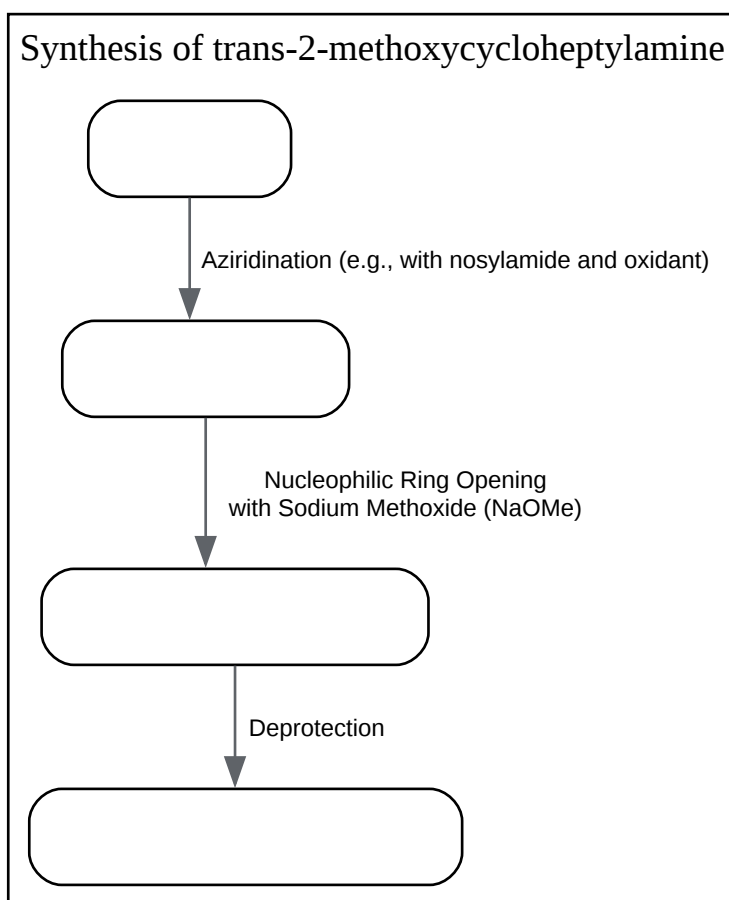 Synthesis of trans-2-methoxycycloheptylamine
Aziridination (e.g., with nosylamide and oxidant)
Nucleophilic Ring Opening
with Sodium Methoxide (NaOMe)
Deprotection